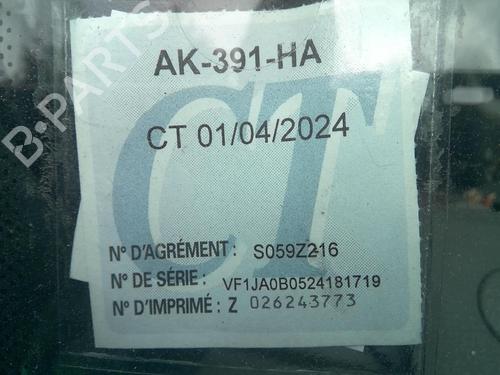 B-PARTS
AK-391-HA
CT 01/04/2024
CT
N° D'AGRÉMENT : S059Z216
N° DE SÉRIE : VF1JA0B0524181719
N° D'IMPRIMÉ : Z 026243773